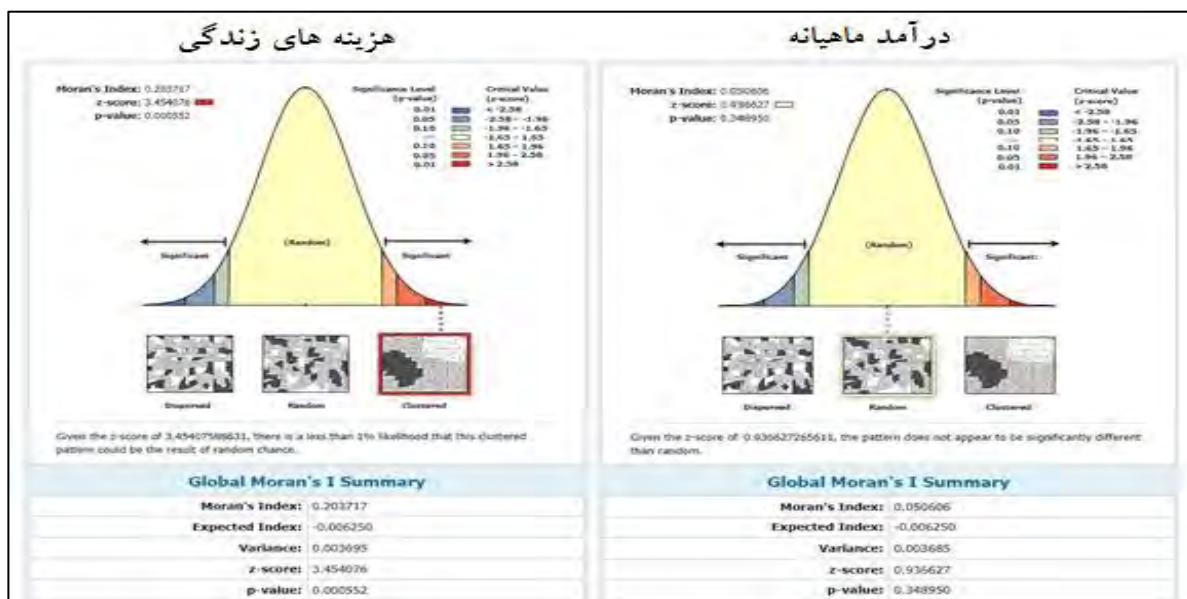 هزینه های زندگی
Moran's Index: 0.203717
z-score: 3.454076
p-value: 0.000552
Significance Level
(p-value)
0.01
0.05
0.10
—
0.10
0.05
0.01
Critical Value
(z-score)
< -2.58
-2.58 – -1.96
-1.96 – -1.65
-1.65 – 1.65
1.65 – 1.96
1.96 – 2.58
> 2.58
(Random)
Significant
Significant
Dispersed
Random
Clustered
Given the z-score of 3.45407588631, there is a less than 1% likelihood that this clustered
pattern could be the result of random chance.
Global Moran's I Summary
Moran's Index: 0.203717
Expected Index: -0.006250
Variance: 0.003695
z-score: 3.454076
p-value: 0.000552
درآمد ماهیانه
Moran's Index: 0.050606
z-score: 0.936627
p-value: 0.348950
Significance Level
(p-value)
0.01
0.05
0.10
—
0.10
0.05
0.01
Critical Value
(z-score)
< -2.58
-2.58 – -1.96
-1.96 – -1.65
-1.65 – 1.65
1.65 – 1.96
1.96 – 2.58
> 2.58
(Random)
Significant
Significant
Dispersed
Random
Clustered
Given the z-score of 0.936627265611, the pattern does not appear to be significantly different
than random.
Global Moran's I Summary
Moran's Index: 0.050606
Expected Index: -0.006250
Variance: 0.003685
z-score: 0.936627
p-value: 0.348950